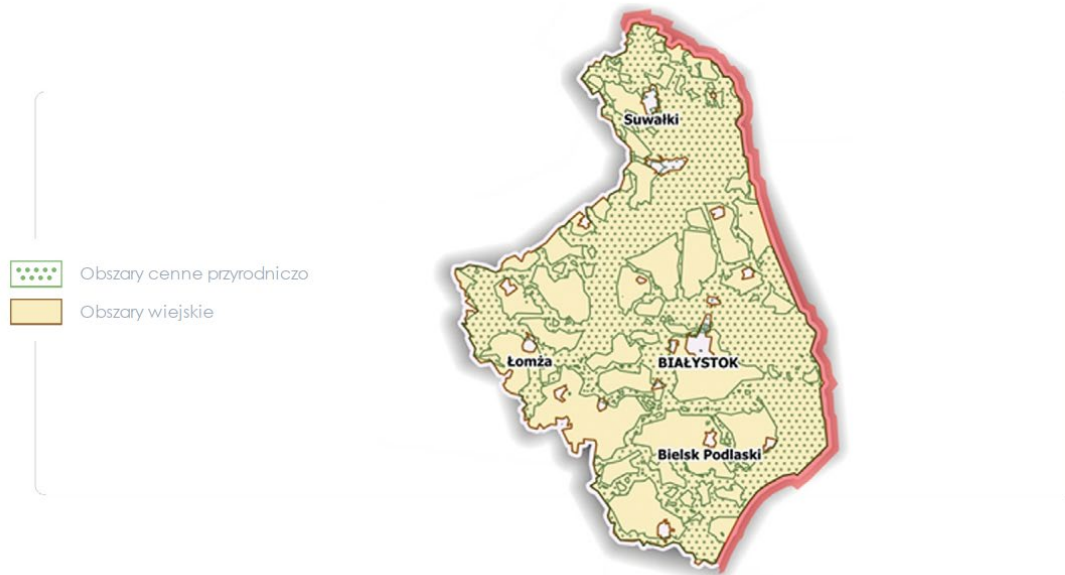 Suwałki
Obszary cenne przyrodniczo
Obszary wiejskie
Łomża
BIAŁYSTOK
Bielsk Podlaski